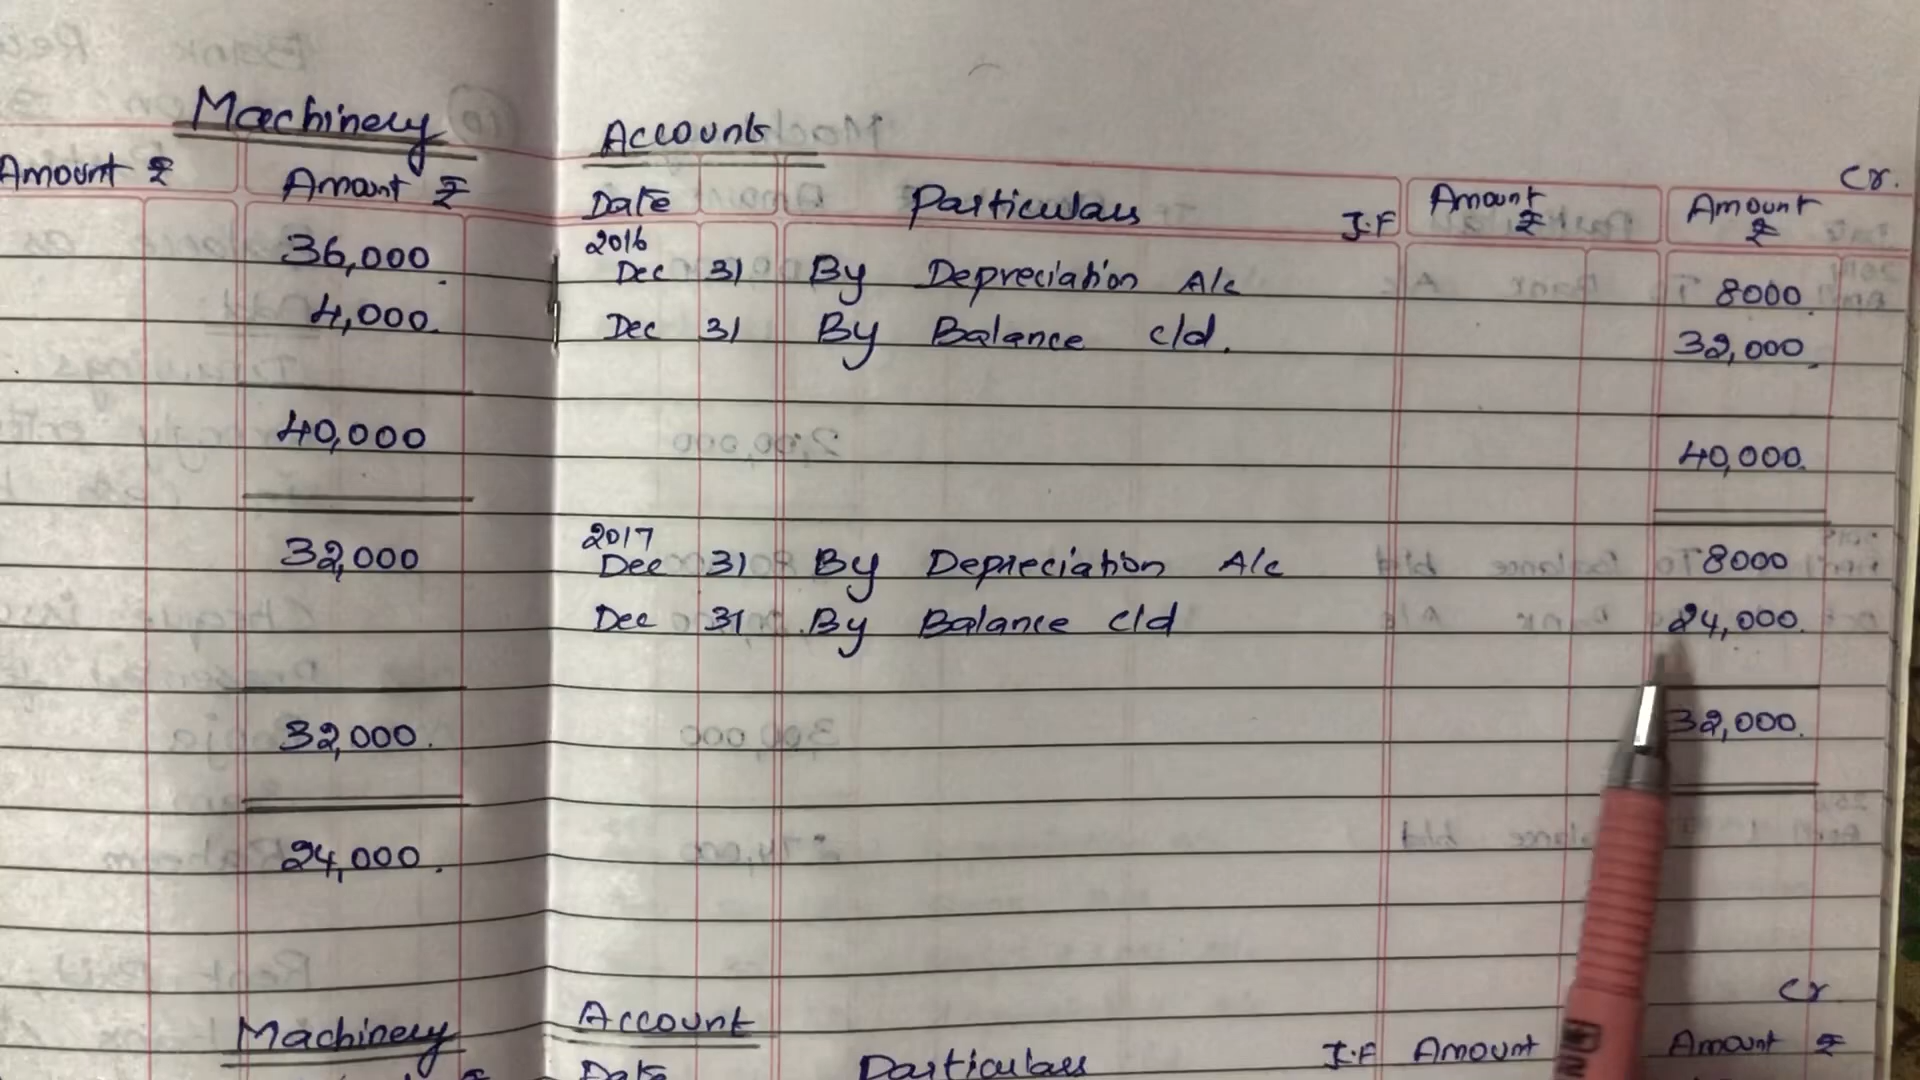 Machinery Account
Cr.
Amount ₹ Amount ₹ Date Particulars J.F Amount ₹ Amount ₹
36,000 2016 Dec 31 By Depreciation A/c 8000
4,000. Dec 31 By Balance c/d. 32,000.
40,000 40,000.
32,000 2017 Dec 31 By Depreciation A/c 8000
Dec 31 By Balance c/d 24,000.
32,000. 32,000.
24,000.
Machinery Account Cr
Date Particulars J.F Amount Amount ₹